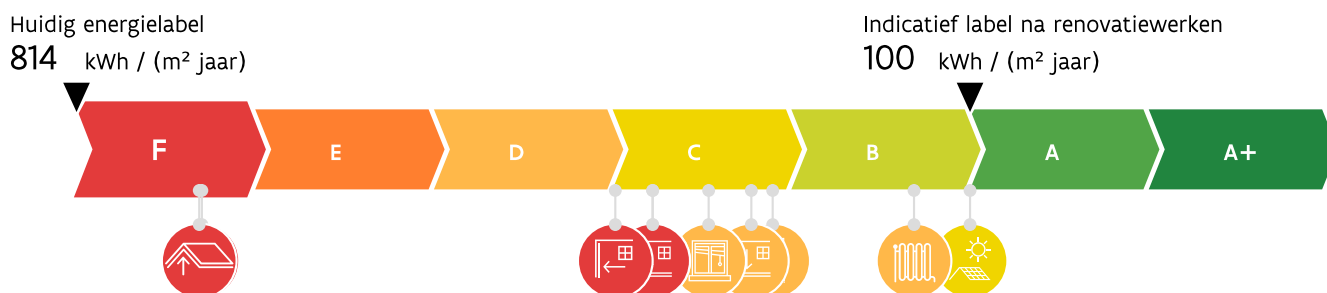 Huidig energielabel
814 kWh / (m² jaar)
Indicatief label na renovatiewerken
100 kWh / (m² jaar)
F E D C B A A+